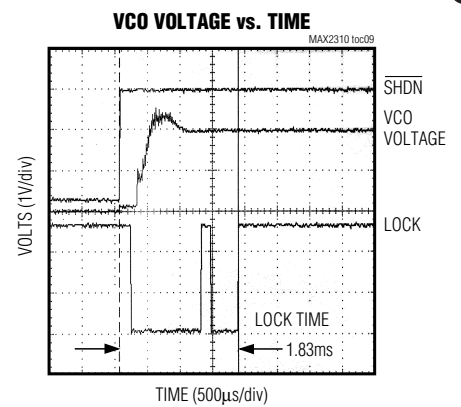 VCO VOLTAGE vs. TIME
MAX2310 toc09
SHDN
VCO
VOLTAGE
VOLTS (1V/div)
LOCK
LOCK TIME
1.83ms
TIME (500µs/div)